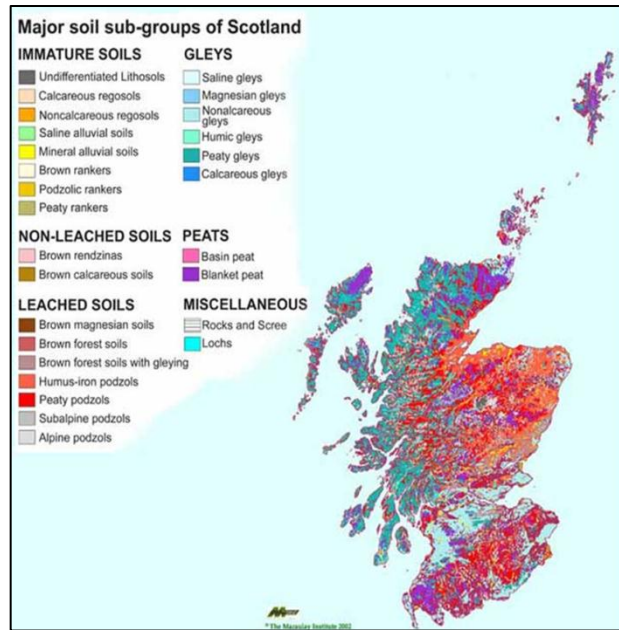 Major soil sub-groups of Scotland
IMMATURE SOILS
Undifferentiated Lithosols
Calcareous regosols
Noncalcareous regosols
Saline alluvial soils
Mineral alluvial soils
Brown rankers
Podzolic rankers
Peaty rankers
GLEYS
Saline gleys
Magnesian gleys
Nonalcareous
gleys
Humic gleys
Peaty gleys
Calcareous gleys
NON-LEACHED SOILS
Brown rendzinas
Brown calcareous soils
PEATS
Basin peat
Blanket peat
LEACHED SOILS
Brown magnesian soils
Brown forest soils
Brown forest soils with gleying
Humus-iron podzols
Peaty podzols
Subalpine podzols
Alpine podzols
MISCELLANEOUS
Rocks and Scree
Lochs
© The Macaulay Institute 2002